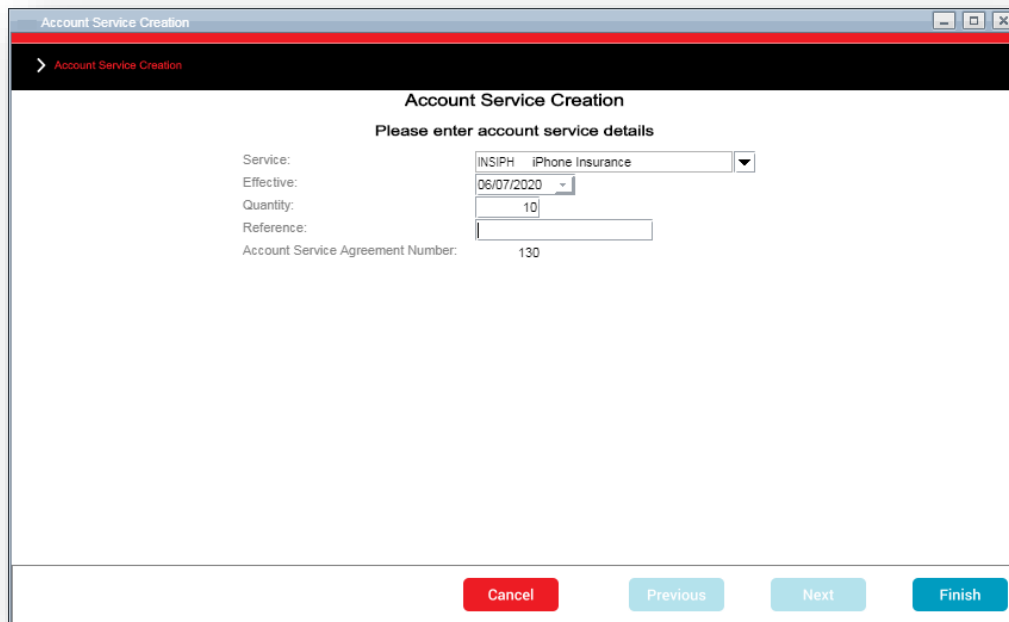 Account Service Creation
Account Service Creation
Account Service Creation
Please enter account service details
Service: INSIPH iPhone Insurance
Effective: 06/07/2020
Quantity: 10
Reference:
Account Service Agreement Number: 130
Cancel Previous Next Finish